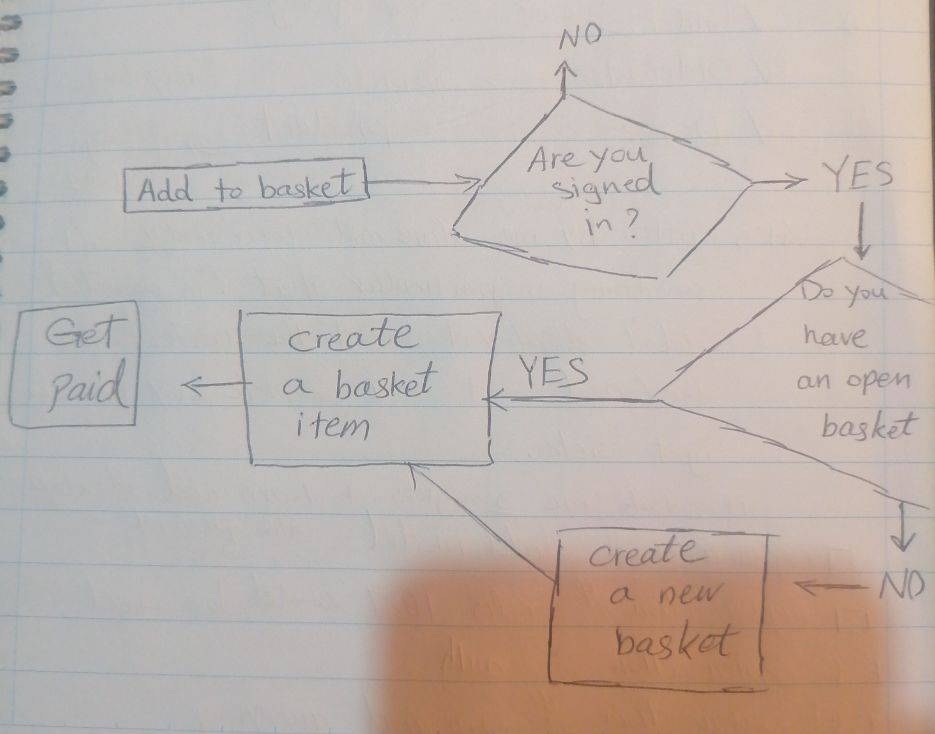 NO
Add to basket
Are you
signed
in?
YES
Do you
have
an open
basket
YES
create
a basket
item
Get
paid
NO
create
a new
basket